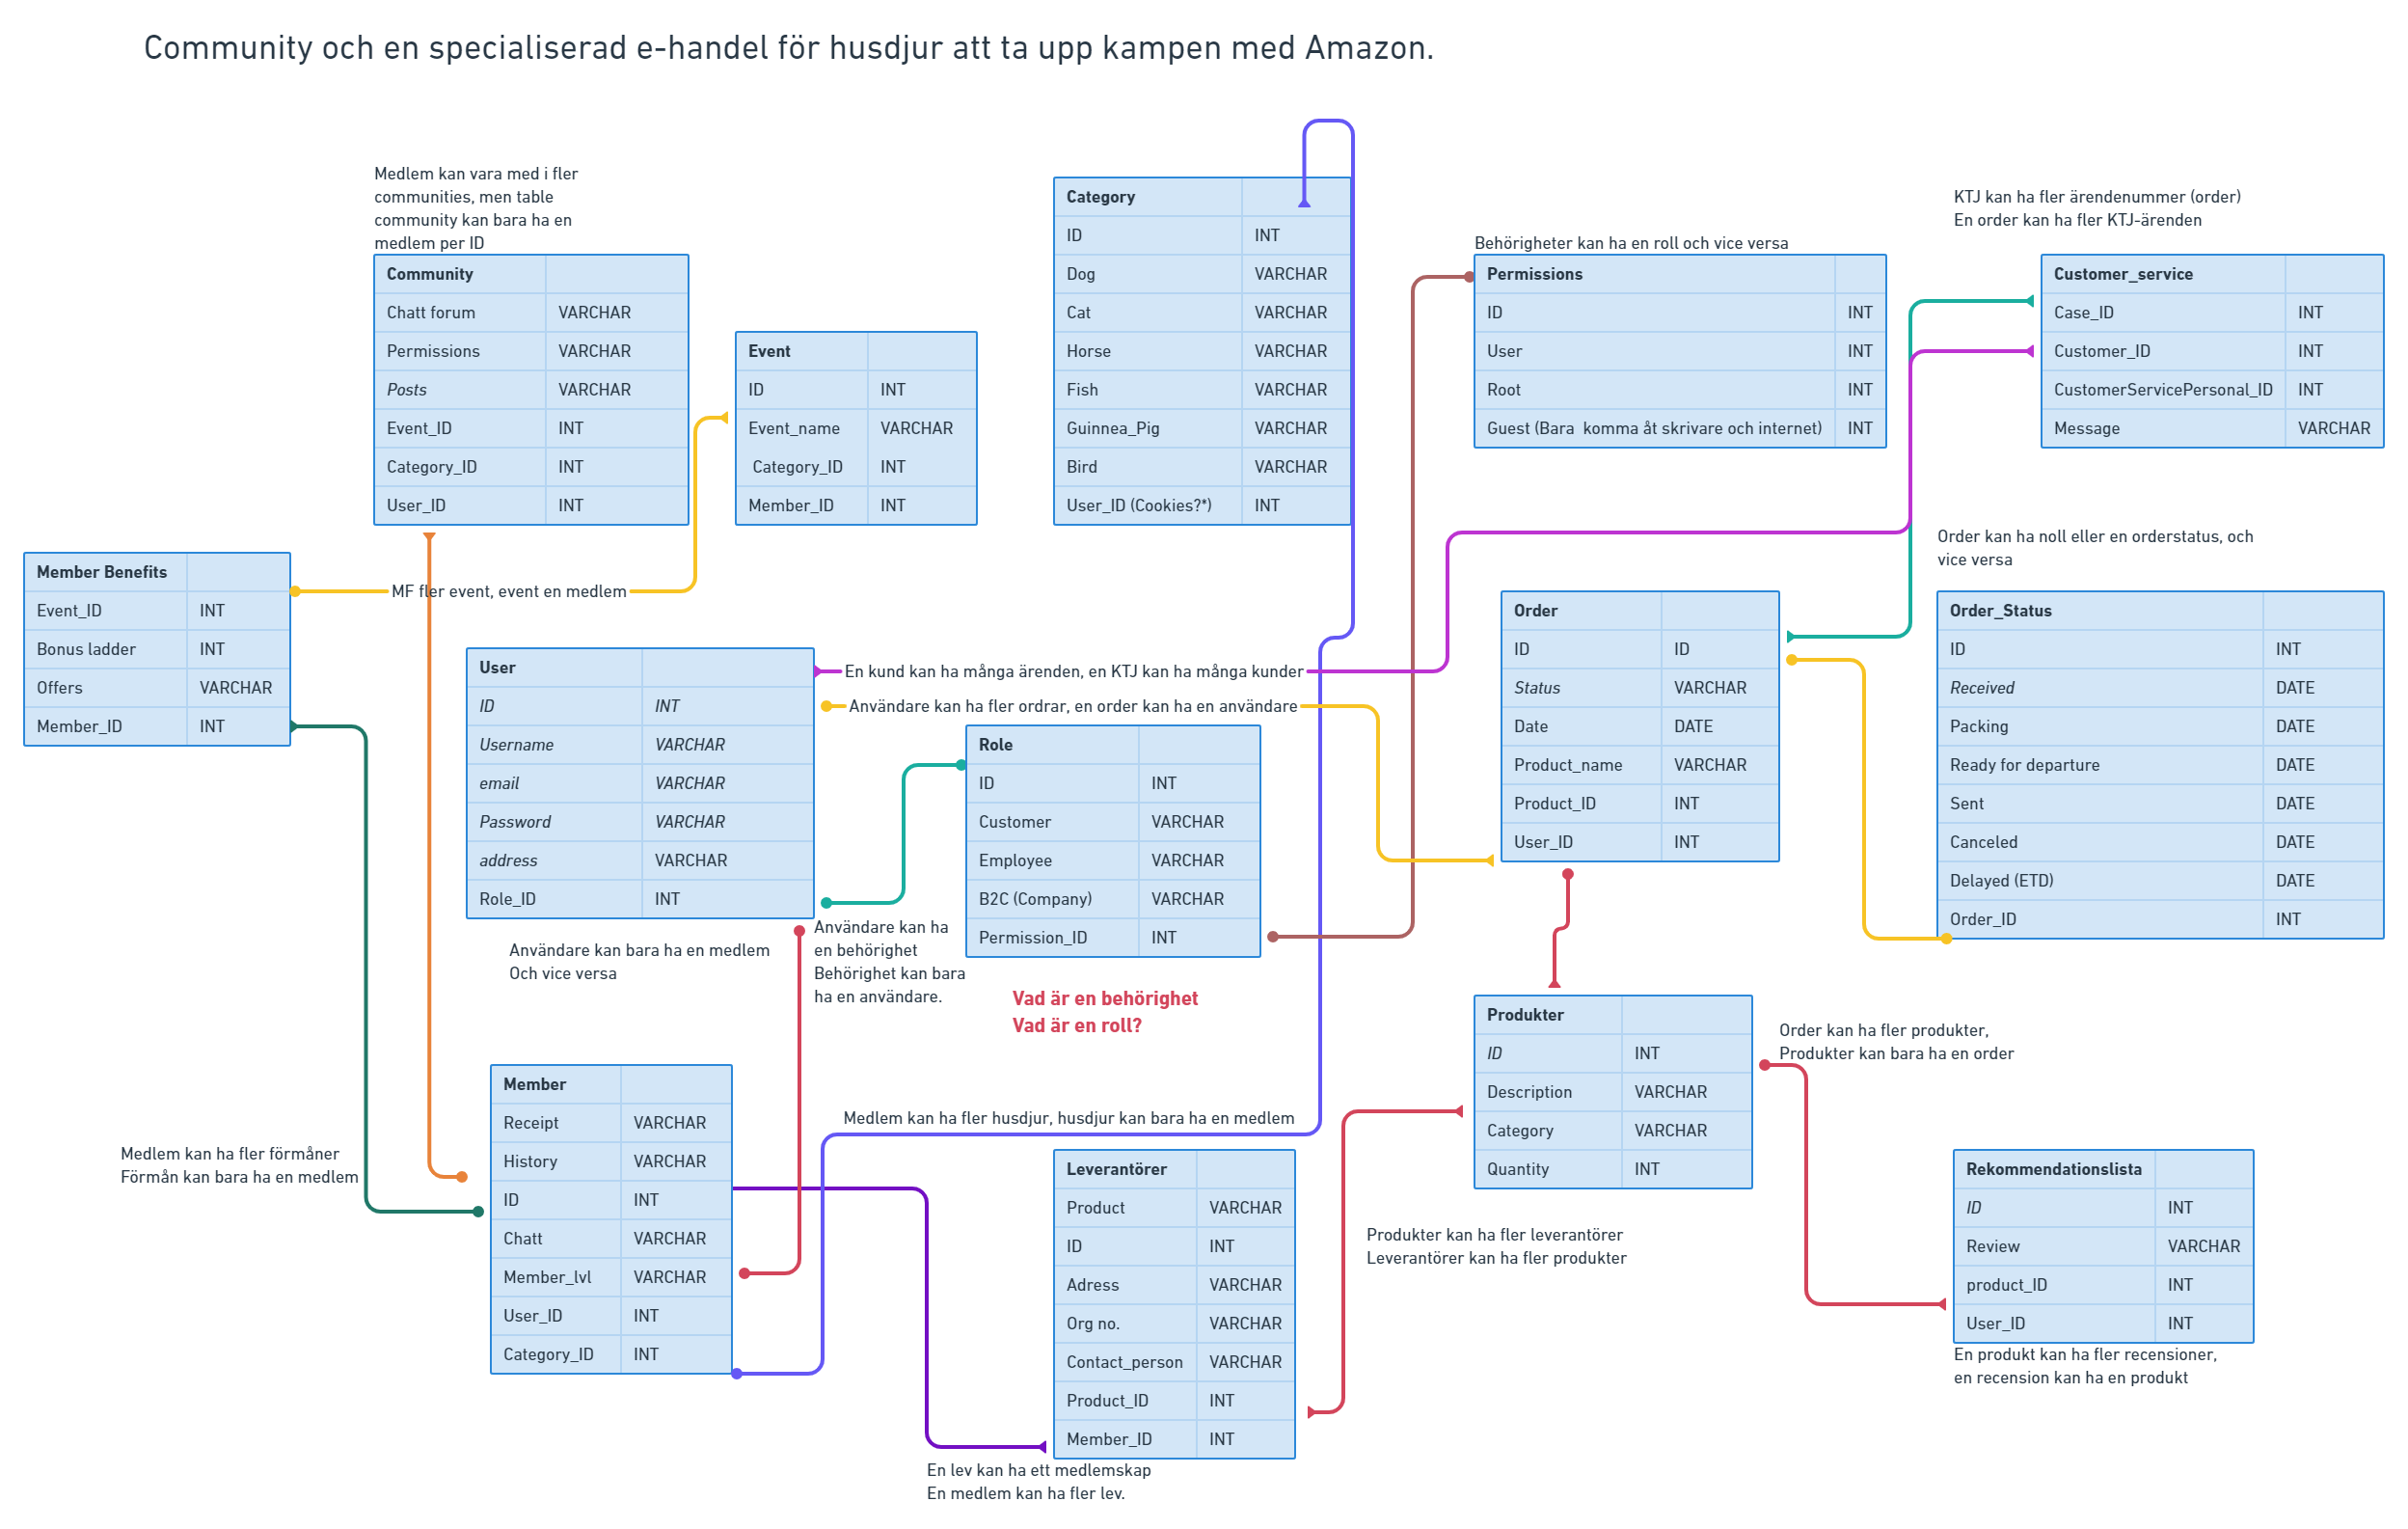 Community och en specialiserad e-handel för husdjur att ta upp kampen med Amazon.
Medlem kan vara med i fler
communities, men table
community kan bara ha en
medlem per ID
Community
Chatt forum VARCHAR
Permissions VARCHAR
Posts VARCHAR
Event_ID INT
Category_ID INT
User_ID INT
Event
ID INT
Event_name VARCHAR
Category_ID INT
Member_ID INT
Category
ID INT
Dog VARCHAR
Cat VARCHAR
Horse VARCHAR
Fish VARCHAR
Guinnea_Pig VARCHAR
Bird VARCHAR
User_ID (Cookies?*) INT
Behörigheter kan ha en roll och vice versa
Permissions
ID INT
User INT
Root INT
Guest (Bara komma åt skrivare och internet) INT
KTJ kan ha fler ärendenummer (order)
En order kan ha fler KTJ-ärenden
Customer_service
Case_ID INT
Customer_ID INT
CustomerServicePersonal_ID INT
Message VARCHAR
Member Benefits
Event_ID INT
Bonus ladder INT
Offers VARCHAR
Member_ID INT
MF fler event, event en medlem
User
ID INT
Username VARCHAR
email VARCHAR
Password VARCHAR
address VARCHAR
Role_ID INT
En kund kan ha många ärenden, en KTJ kan ha många kunder
Användare kan ha fler ordrar, en order kan ha en användare
Role
ID INT
Customer VARCHAR
Employee VARCHAR
B2C (Company) VARCHAR
Permission_ID INT
Order
ID ID
Status VARCHAR
Date DATE
Product_name VARCHAR
Product_ID INT
User_ID INT
Order kan ha noll eller en orderstatus, och
vice versa
Order_Status
ID INT
Received DATE
Packing DATE
Ready for departure DATE
Sent DATE
Canceled DATE
Delayed (ETD) DATE
Order_ID INT
Användare kan bara ha en medlem
Och vice versa
Användare kan ha
en behörighet
Behörighet kan bara
ha en användare.
Vad är en behörighet
Vad är en roll?
Produkter
ID INT
Description VARCHAR
Category VARCHAR
Quantity INT
Order kan ha fler produkter,
Produkter kan bara ha en order
Medlem kan ha fler förmåner
Förmån kan bara ha en medlem
Member
Receipt VARCHAR
History VARCHAR
ID INT
Chatt VARCHAR
Member_lvl VARCHAR
User_ID INT
Category_ID INT
Medlem kan ha fler husdjur, husdjur kan bara ha en medlem
Leverantörer
Product VARCHAR
ID INT
Adress VARCHAR
Org no. VARCHAR
Contact_person VARCHAR
Product_ID INT
Member_ID INT
Produkter kan ha fler leverantörer
Leverantörer kan ha fler produkter
Rekommendationslista
ID INT
Review VARCHAR
product_ID INT
User_ID INT
En produkt kan ha fler recensioner,
en recension kan ha en produkt
En lev kan ha ett medlemskap
En medlem kan ha fler lev.